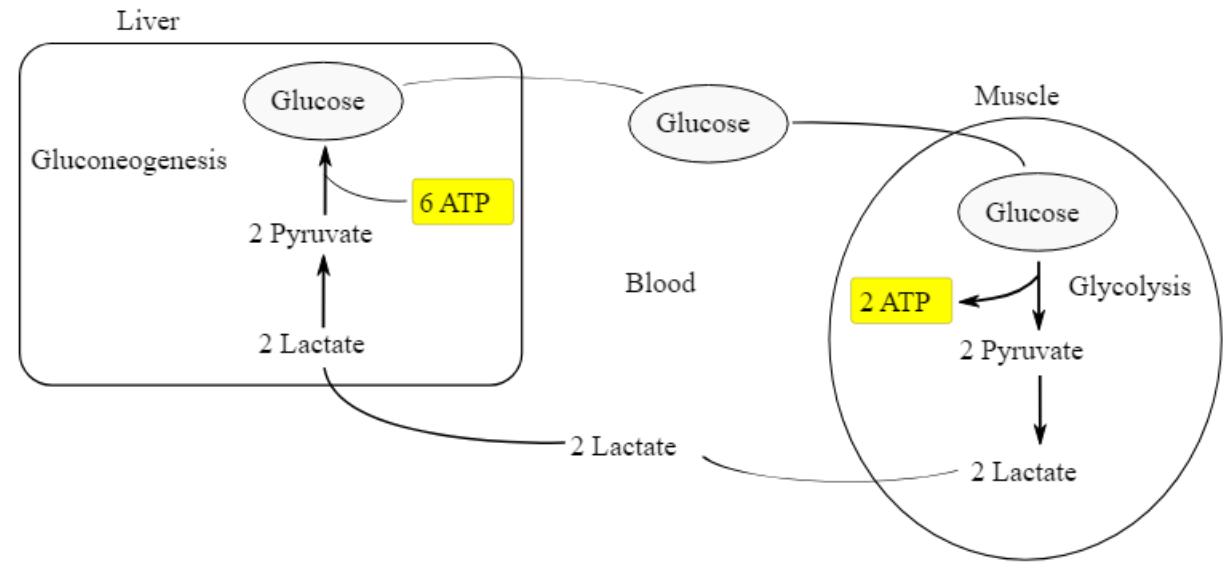 Liver
Glucose
Gluconeogenesis
6 ATP
2 Pyruvate
2 Lactate
Glucose
Blood
2 Lactate
Muscle
Glucose
Glycolysis
2 ATP
2 Pyruvate
2 Lactate